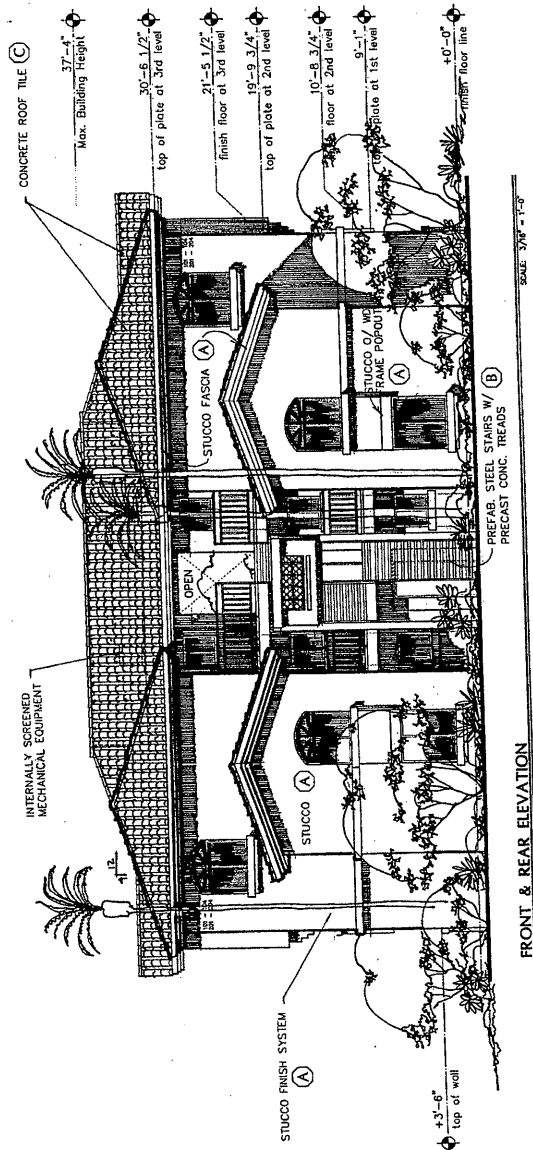 CONCRETE ROOF TILE C
INTERNALLY SCREENED
MECHANICAL EQUIPMENT
37'-4"
Max. Building Height
30'-6 1/2"
top of plate at 3rd level
21'-5 1/2"
finish floor at 3rd level
19'-9 3/4"
top of plate at 2nd level
10'-8 3/4"
finish floor at 2nd level
9'-1"
top plate at 1st level
+0'-0"
finish floor line
4
12
OPEN
STUCCO FASCIA
A
STUCCO A
STUCCO O/ WD
FRAME POPOUT
A
STUCCO FINISH SYSTEM
A
+3'-6"
top of wall
PREFAB. STEEL STAIRS W/
PRECAST CONC. TREADS
B
FRONT & REAR ELEVATION
SCALE: 3/16" = 1'-0"